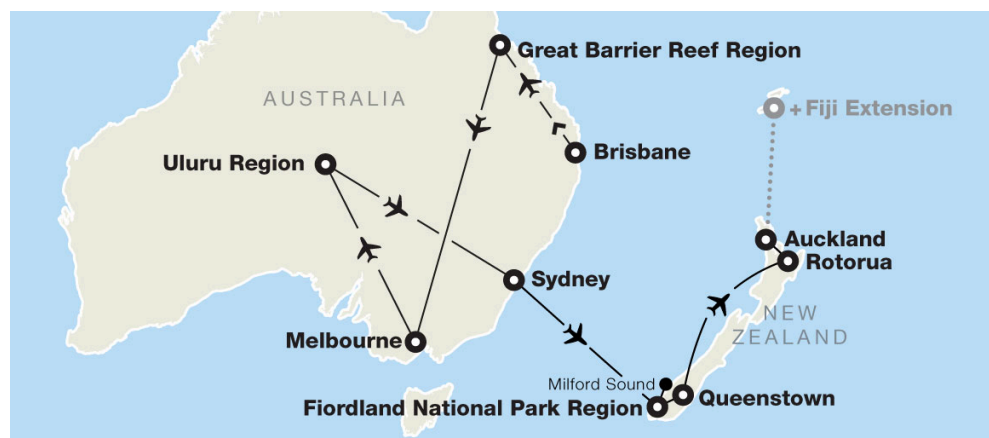 Great Barrier Reef Region
AUSTRALIA
+ Fiji Extension
Brisbane
Uluru Region
Auckland
Rotorua
Sydney
NEW
ZEALAND
Melbourne
Milford Sound
Queenstown
Fiordland National Park Region